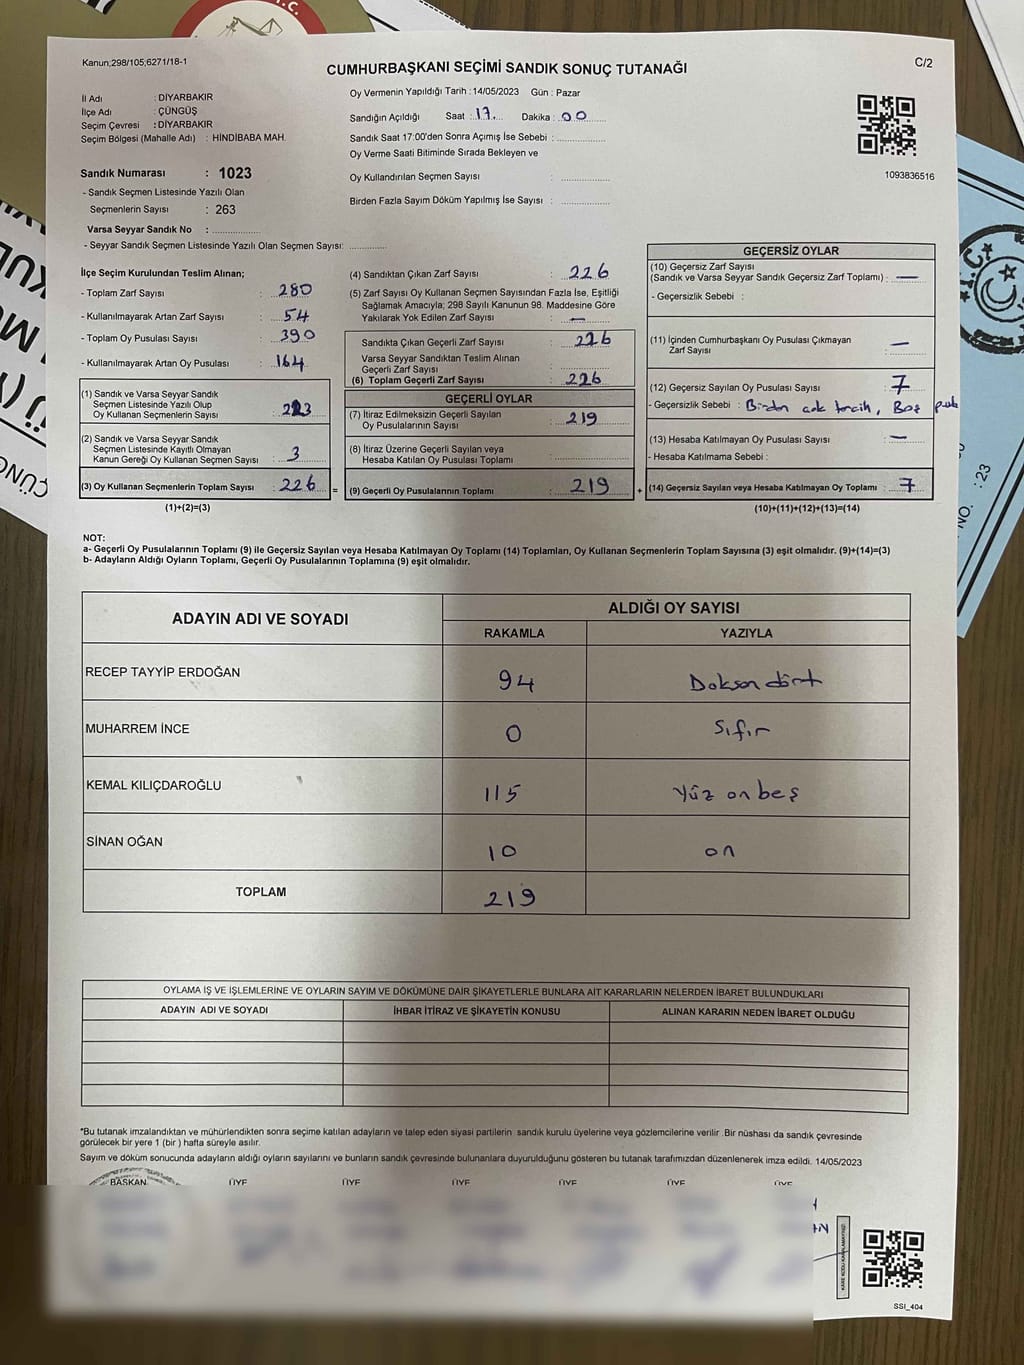 Kanun;298/105;6271/18-1
CUMHURBAŞKANI SEÇİMİ SANDIK SONUÇ TUTANAĞI
C/2
İl Adı : DİYARBAKIR
İlçe Adı : ÇÜNGÜŞ
Seçim Çevresi : DİYARBAKIR
Seçim Bölgesi (Mahalle Adı) : HİNDİBABA MAH.
Sandık Numarası : 1023
- Sandık Seçmen Listesinde Yazılı Olan
Seçmenlerin Sayısı : 263
Varsa Seyyar Sandık No :
- Seyyar Sandık Seçmen Listesinde Yazılı Olan Seçmen Sayısı:
Oy Vermenin Yapıldığı Tarih :14/05/2023 Gün : Pazar
Sandığın Açıldığı Saat : 17 Dakika : 00
Sandık Saat 17:00'den Sonra Açımış İse Sebebi :
Oy Verme Saati Bitiminde Sırada Bekleyen ve
Oy Kullandırılan Seçmen Sayısı :
Birden Fazla Sayım Döküm Yapılmış İse Sayısı :
1093836516
İlçe Seçim Kurulundan Teslim Alınan;
- Toplam Zarf Sayısı : 280
- Kullanılmayarak Artan Zarf Sayısı : 54
- Toplam Oy Pusulası Sayısı : 390
- Kullanılmayarak Artan Oy Pusulası : 164
(1) Sandık ve Varsa Seyyar Sandık
Seçmen Listesinde Yazılı Olup
Oy Kullanan Seçmenlerin Sayısı : 223
(2) Sandık ve Varsa Seyyar Sandık
Seçmen Listesinde Kayıtlı Olmayan
Kanun Gereği Oy Kullanan Seçmen Sayısı : 3
(3) Oy Kullanan Seçmenlerin Toplam Sayısı : 226 =
(1)+(2)=(3)
(4) Sandıktan Çıkan Zarf Sayısı : 226
(5) Zarf Sayısı Oy Kullanan Seçmen Sayısından Fazla İse, Eşitliği
Sağlamak Amacıyla; 298 Sayılı Kanunun 98. Maddesine Göre
Yakılarak Yok Edilen Zarf Sayısı : —
Sandıkta Çıkan Geçerli Zarf Sayısı : 226
Varsa Seyyar Sandıktan Teslim Alınan
Geçerli Zarf Sayısı :
(6) Toplam Geçerli Zarf Sayısı : 226
GEÇERLİ OYLAR
(7) İtiraz Edilmeksizin Geçerli Sayılan
Oy Pusulalarının Sayısı : 219
(8) İtiraz Üzerine Geçerli Sayılan veya
Hesaba Katılan Oy Pusulası Toplamı :
(9) Geçerli Oy Pusulalarının Toplamı : 219 +
GEÇERSİZ OYLAR
(10) Geçersiz Zarf Sayısı
(Sandık ve Varsa Seyyar Sandık Geçersiz Zarf Toplamı) : —
- Geçersizlik Sebebi :
(11) İçinden Cumhurbaşkanı Oy Pusulası Çıkmayan
Zarf Sayısı : —
(12) Geçersiz Sayılan Oy Pusulası Sayısı : 7
- Geçersizlik Sebebi : Birden çok tercih, Boş
(13) Hesaba Katılmayan Oy Pusulası Sayısı : —
- Hesaba Katılmama Sebebi :
(14) Geçersiz Sayılan veya Hesaba Katılmayan Oy Toplamı : 7
(10)+(11)+(12)+(13)=(14)
NOT:
a- Geçerli Oy Pusulalarının Toplamı (9) ile Geçersiz Sayılan veya Hesaba Katılmayan Oy Toplamı (14) Toplamları, Oy Kullanan Seçmenlerin Toplam Sayısına (3) eşit olmalıdır. (9)+(14)=(3)
b- Adayların Aldığı Oyların Toplamı, Geçerli Oy Pusulalarının Toplamına (9) eşit olmalıdır.
ADAYIN ADI VE SOYADI
ALDIĞI OY SAYISI
RAKAMLA YAZIYLA
RECEP TAYYİP ERDOĞAN 94 Doksan dört
MUHARREM İNCE 0 Sıfır
KEMAL KILIÇDAROĞLU 115 Yüz on beş
SİNAN OĞAN 10 on
TOPLAM 219
OYLAMA İŞ VE İŞLEMLERİNE VE OYLARIN SAYIM VE DÖKÜMÜNE DAİR ŞİKAYETLERLE BUNLARA AİT KARARLARIN NELERDEN İBARET BULUNDUKLARI
ADAYIN ADI VE SOYADI İHBAR İTİRAZ VE ŞİKAYETİN KONUSU ALINAN KARARIN NEDEN İBARET OLDUĞU
*Bu tutanak imzalandıktan ve mühürlendikten sonra seçime katılan adayların ve talep eden siyasi partilerin sandık kurulu üyelerine veya gözlemcilerine verilir .Bir nüshası da sandık çevresinde
görülecek bir yere 1 (bir ) hafta süreyle asılır.
Sayım ve döküm sonucunda adayların aldığı oyların sayılarını ve bunların sandık çevresinde bulunanlara duyurulduğunu gösteren bu tutanak tarafımızdan düzenlenerek imza edildi. 14/05/2023
BAŞKAN ÜYE ÜYE ÜYE ÜYE ÜYE ÜYE
SSI_404
NO. : 23